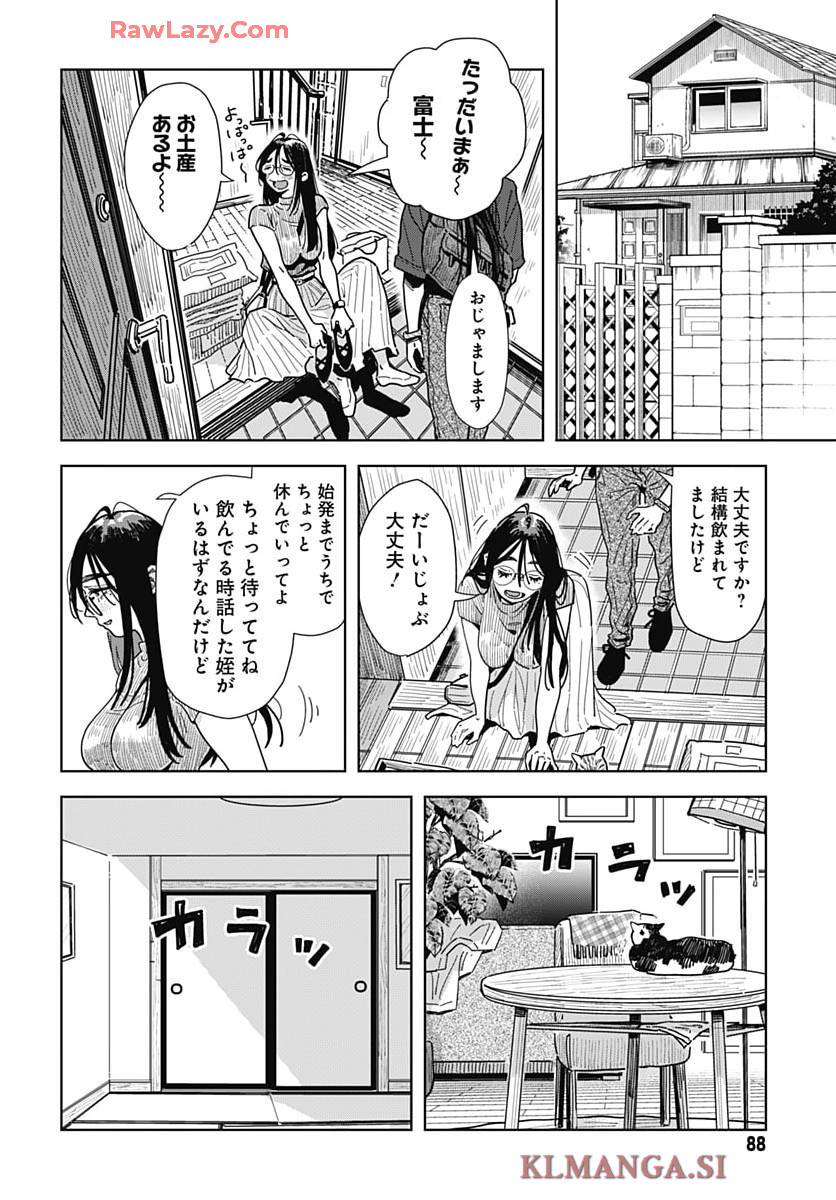 RawLazy.Com
たっだいまぁ〜
富士〜
よっぱっぱ〜
お土産
あるよ〜
おじゃまします
大丈夫ですか?
結構飲まれて
ましたけど
だーいじょぶ
大丈夫!
始発までうちで
ちょっと
休んでいってよ
ちょっと待っててね
飲んでる時話した姪が
いるはずなんだけど
カラッ
カラッ
88
KLMANGA.SI